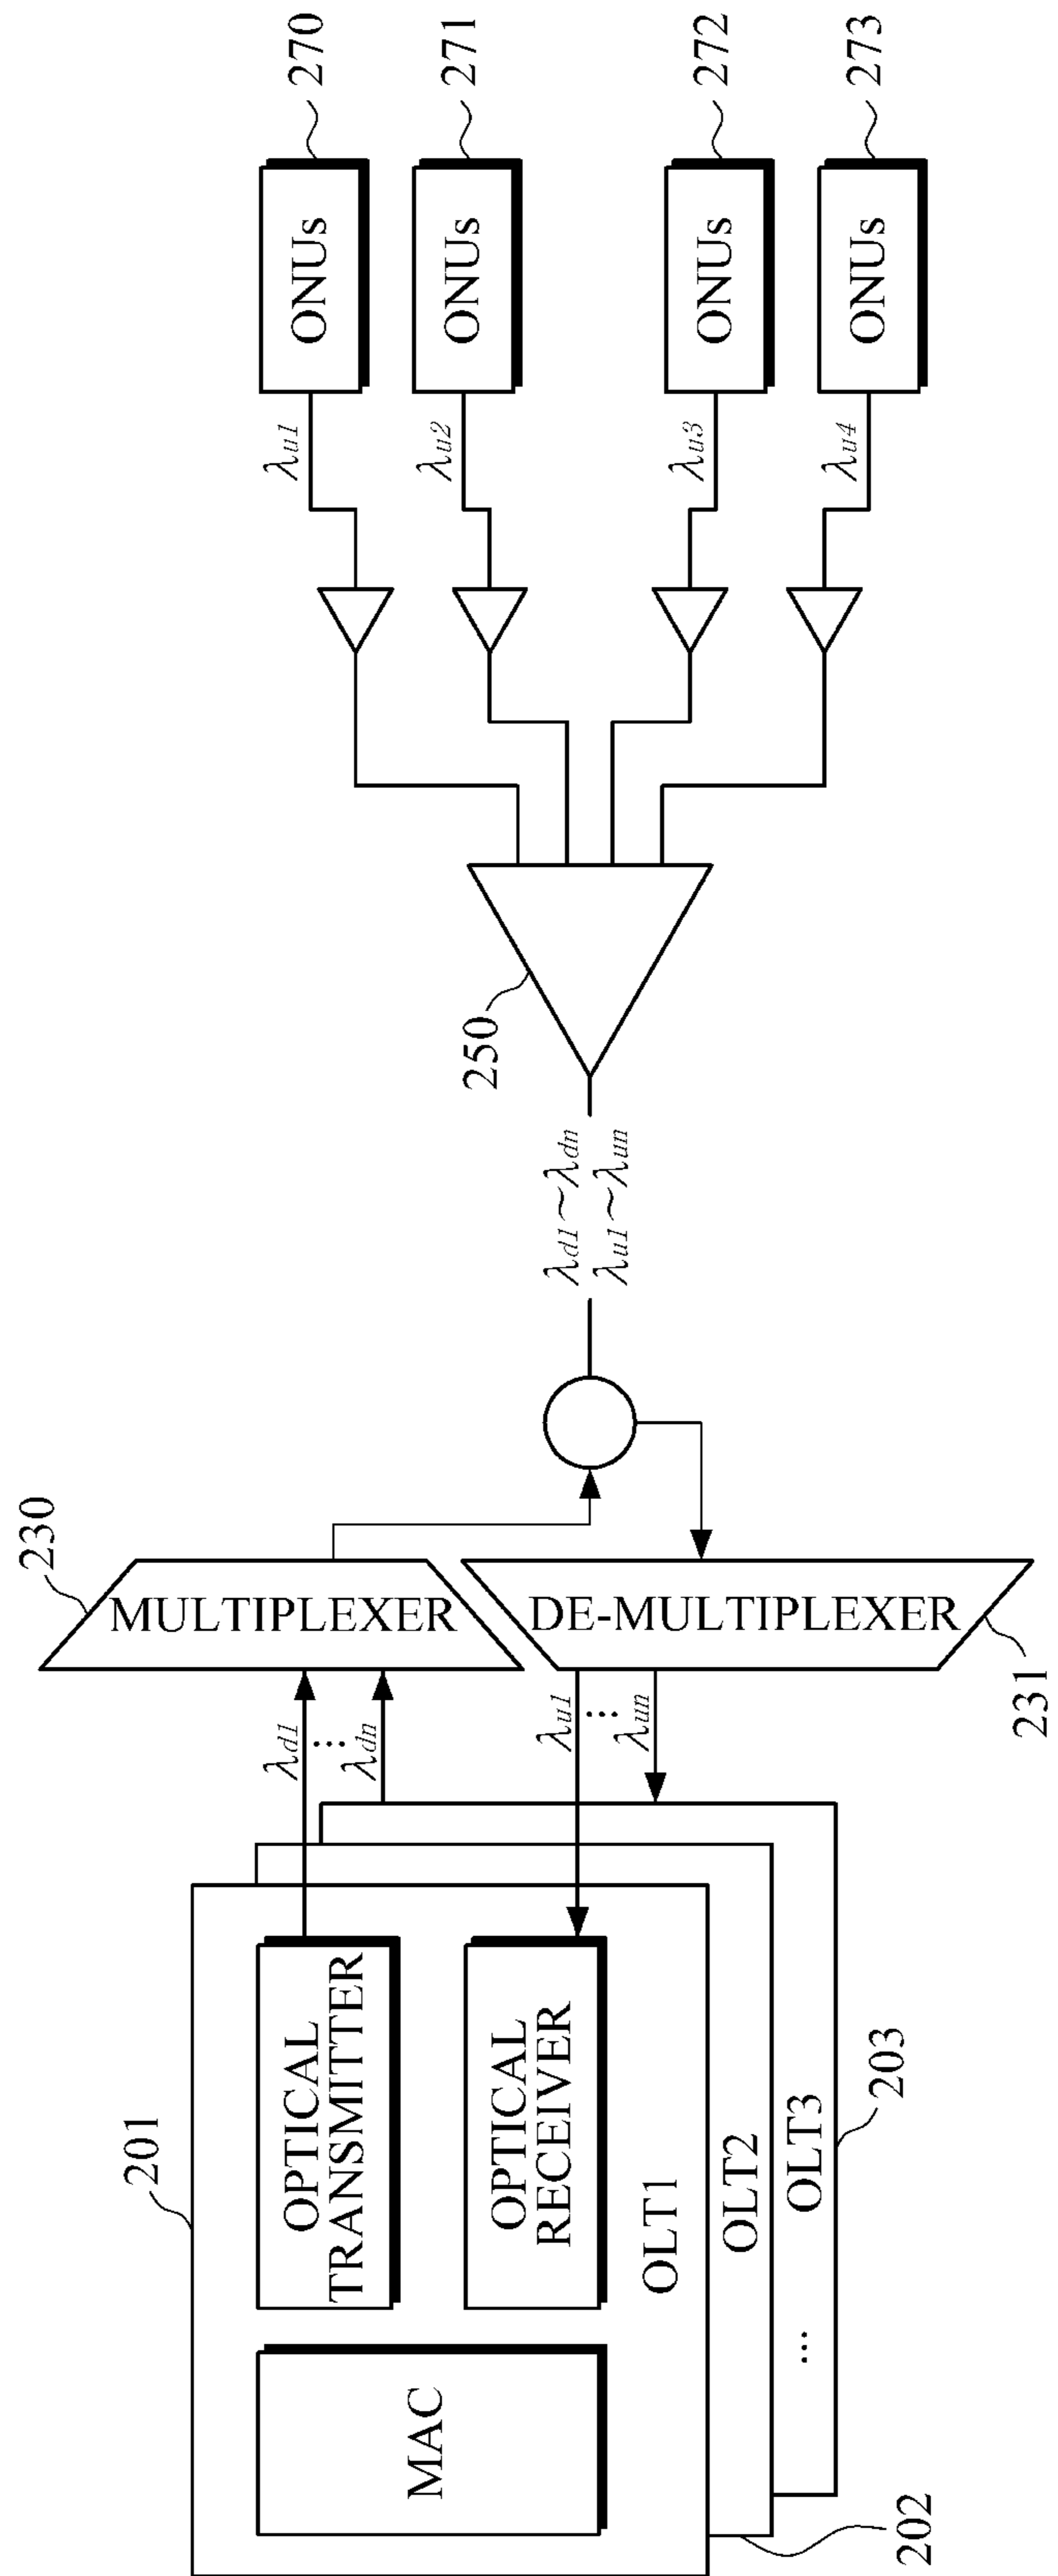 201
MAC
OPTICAL
TRANSMITTER
OPTICAL
RECEIVER
OLT1
OLT2
OLT3
...
202
203
λd1
...
λdn
λu1
...
λun
230
MULTIPLEXER
DE-MULTIPLEXER
231
λd1~λdn
λu1~λun
250
λu1
λu2
λu3
λu4
ONUs
270
ONUs
271
ONUs
272
ONUs
273